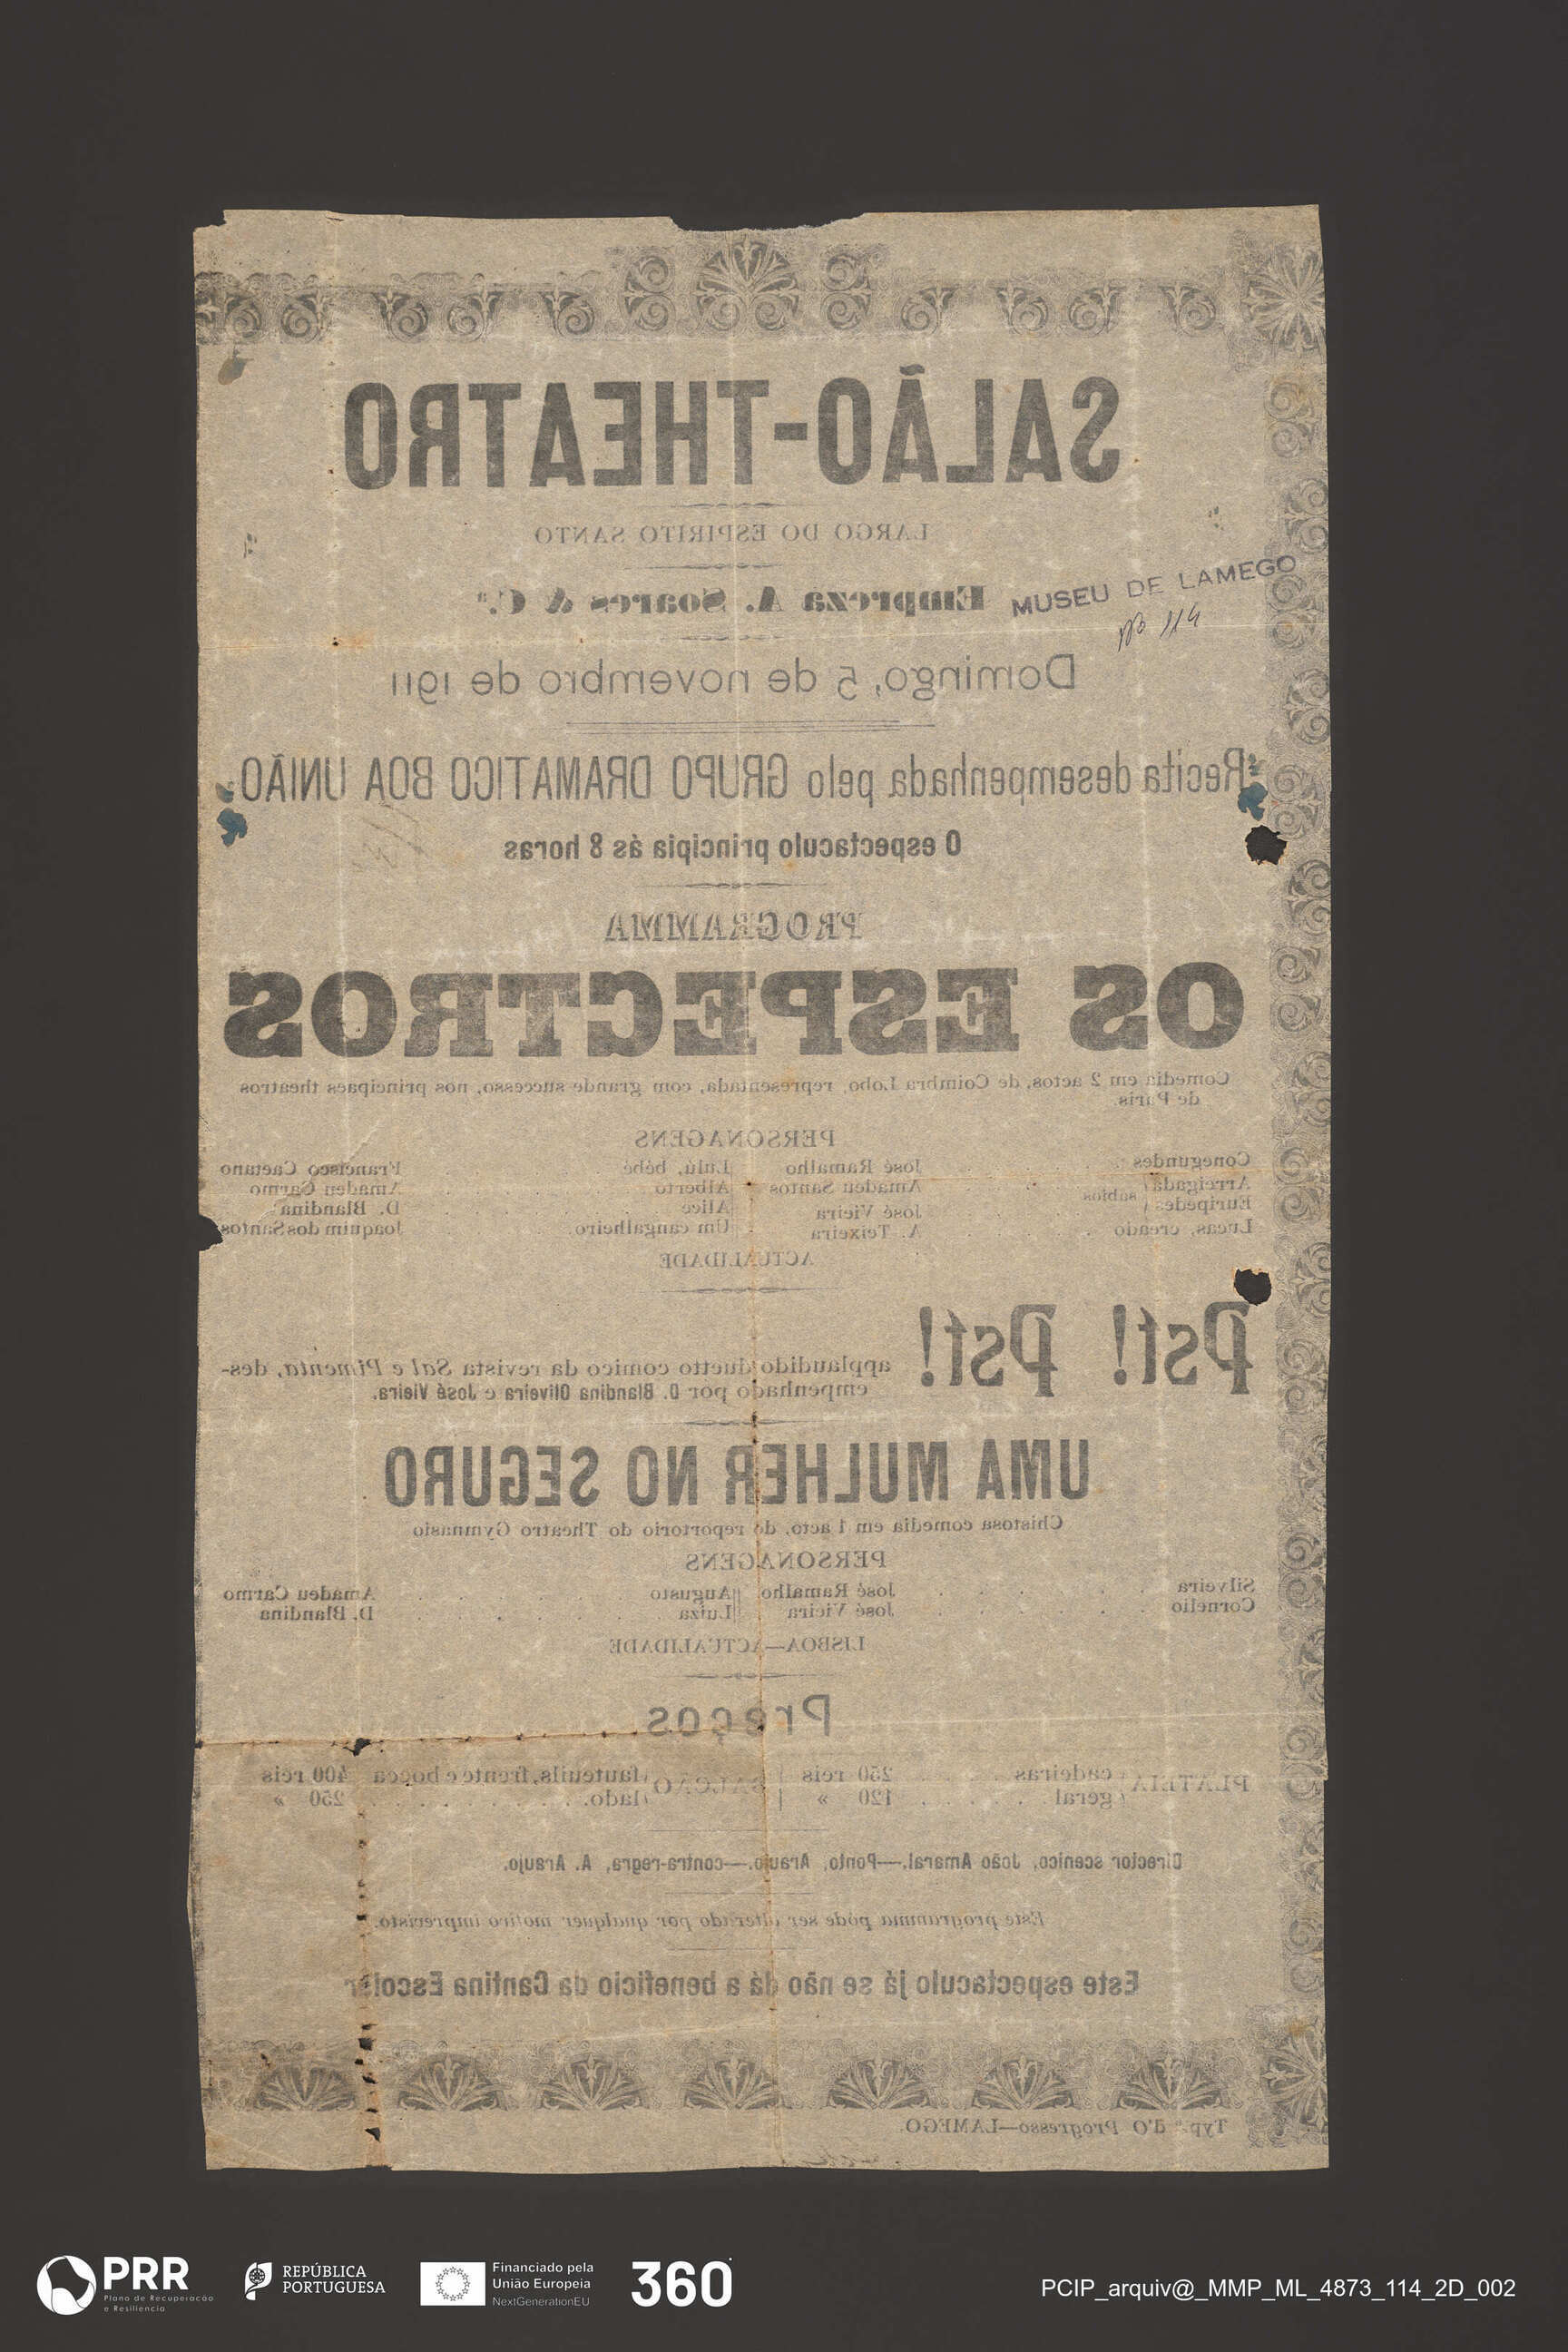 SALÃO-THEATRO
LARGO DO ESPIRITO SANTO
Empreza A. Soares & C.ª
MUSEU DE LAMEGO
Nº 114
Domingo, 5 de novembro de 1911
Recita desempenhada pelo GRUPO DRAMATICO BOA UNIÃO
O espectaculo principia ás 8 horas
PROGRAMMA
OS ESPECTROS
Comedia em 2 actos, de Coimbra Lobo, representada, com grande successo, nos principaes theatros
de Paris.
PERSONAGENS
Conegundes . . . José Ramalho | Lulú, bébé . . . Francisco Caetano
Arreigada } sabios . . . Amadeu Santos | Alberto . . . Amadeu Carmo
Euripedes } . . . José Vieira | Alice . . . D. Blandina
Lucas, creado . . . A. Teixeira | Um cangalheiro . . . Joaquim dos Santos
ACTUALIDADE
Pst! Pst! applaudido duetto comico da revista Sal e Pimenta, des-
empenhado por D. Blandina Oliveira e José Vieira.
UMA MULHER NO SEGURO
Chistosa comedia em 1 acto, do reportorio do Theatro Gymnasio
PERSONAGENS
Silveira . . . José Ramalho || Augusto . . . Amadeu Carmo
Cornelio . . . José Vieira || Luiza . . . D. Blandina
LISBOA—ACTUALIDADE
Preços
PLATEIA { cadeiras . . . 250 reis | BALCÃO { fauteuils, frente e bocca 400 reis
geral . . . 120 » | lado. . . . 250 »
Director scenico, João Amaral.—Ponto, Araujo.—contra-regra, A. Araujo.
Este programma póde ser alterado por qualquer motivo imprevisto.
Este espectaculo já se não dá a beneficio da Cantina Escolar
Typ.ª d'O Progresso—LAMEGO.
PRR
Plano de Recuperação
e Resiliência
REPÚBLICA
PORTUGUESA
Financiado pela
União Europeia
NextGenerationEU
360
PCIP_arquiv@_MMP_ML_4873_114_2D_002